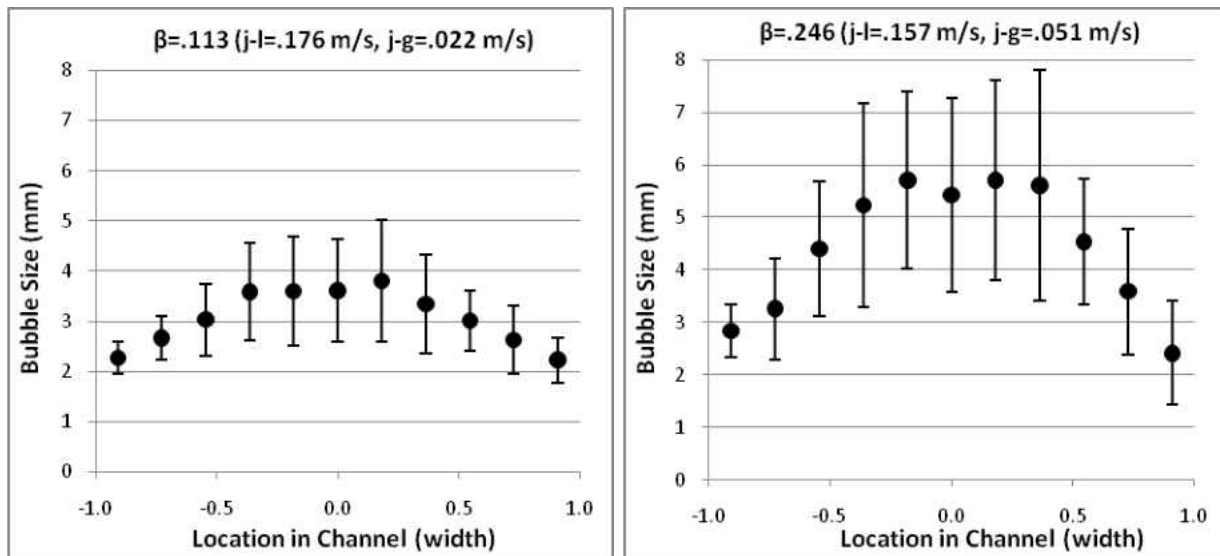 β=.113 (j-l=.176 m/s, j-g=.022 m/s)
8
7
6
5
4
3
2
1
0
Bubble Size (mm)
-1.0 -0.5 0.0 0.5 1.0
Location in Channel (width)
β=.246 (j-l=.157 m/s, j-g=.051 m/s)
8
7
6
5
4
3
2
1
0
Bubble Size (mm)
-1.0 -0.5 0.0 0.5 1.0
Location in Channel (width)